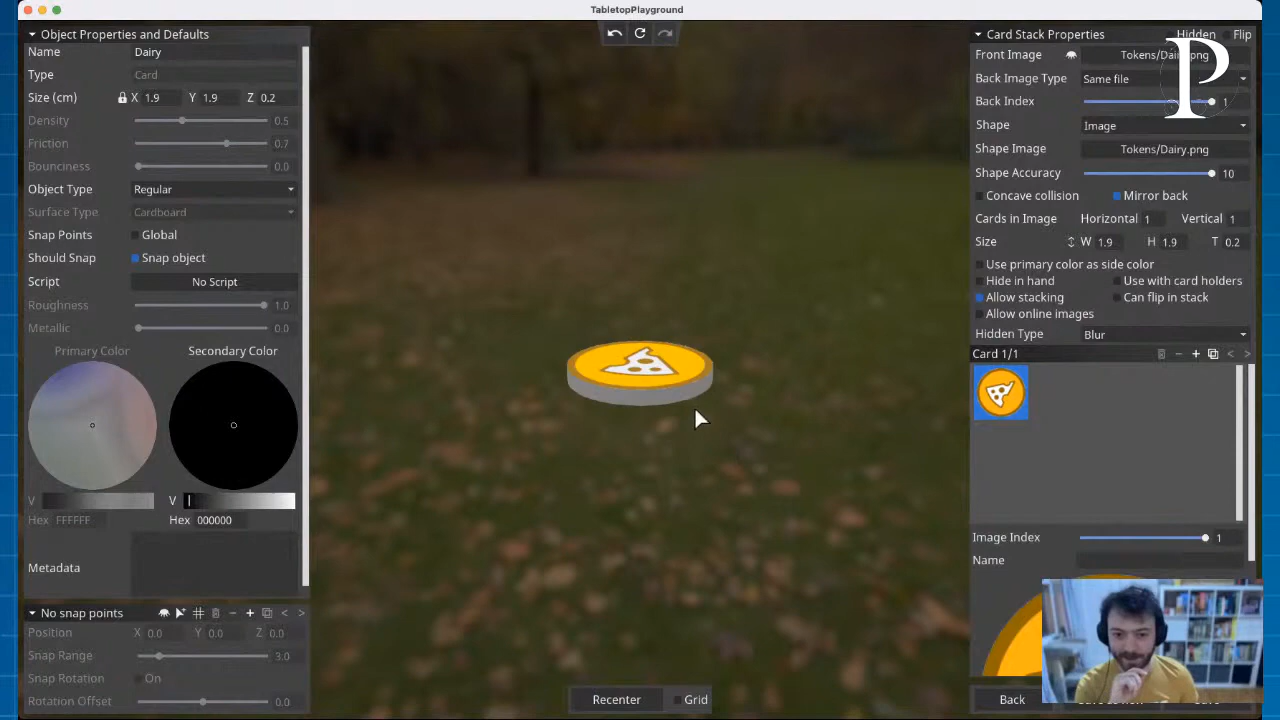 TabletopPlayground
Object Properties and Defaults
Name Dairy
Type Card
Size (cm) X 1.9 Y 1.9 Z 0.2
Density 0.5
Friction 0.7
Bounciness 0.0
Object Type Regular
Surface Type Cardboard
Snap Points Global
Should Snap Snap object
Script No Script
Roughness 1.0
Metallic 0.0
Primary Color Secondary Color
V V
Hex FFFFFF Hex 000000
Metadata
No snap points
Position X 0.0 Y 0.0 Z 0.0
Snap Range 3.0
Snap Rotation On
Rotation Offset 0.0
Recenter Grid
Card Stack Properties Hidden Flip
Front Image Tokens/Dairy.png
P
Back Image Type Same file
Back Index 1
Shape Image
Shape Image Tokens/Dairy.png
Shape Accuracy 10
Concave collision Mirror back
Cards in Image Horizontal 1 Vertical 1
Size W 1.9 H 1.9 T 0.2
Use primary color as side color
Hide in hand Use with card holders
Allow stacking Can flip in stack
Allow online images
Hidden Type Blur
Card 1/1
Image Index 1
Name
Back